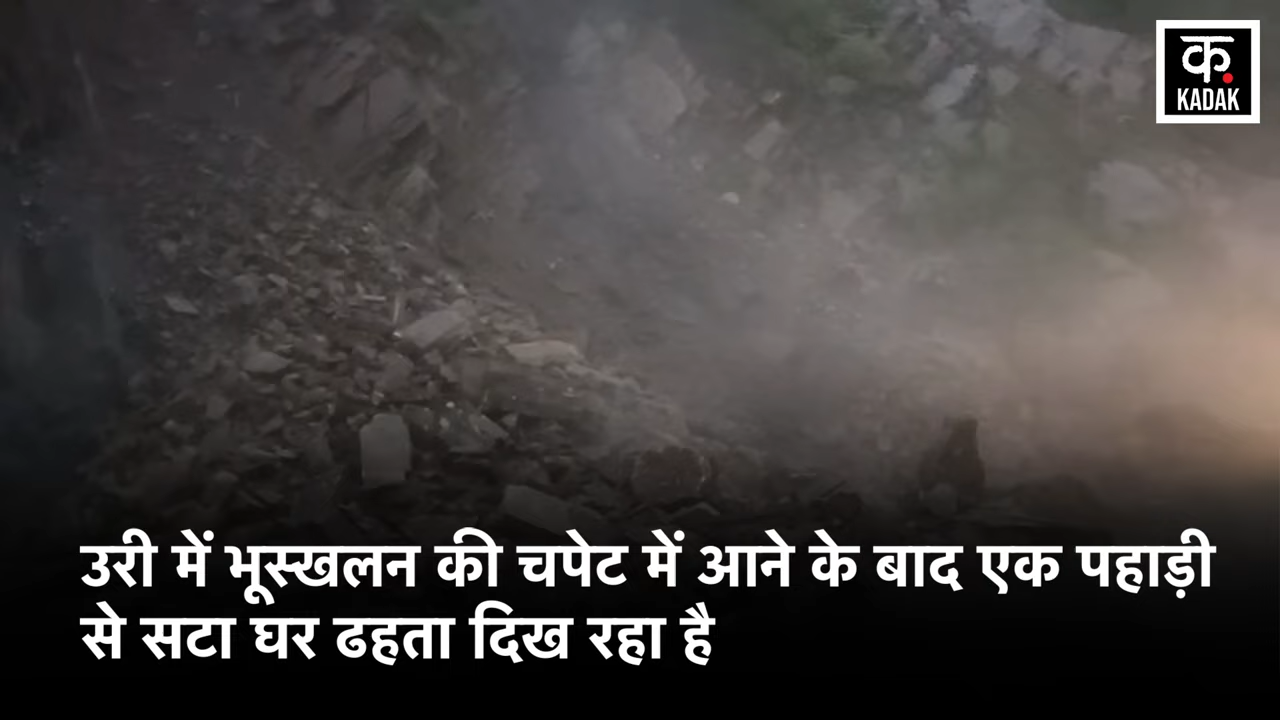 क.
KADAK
उरी में भूस्खलन की चपेट में आने के बाद एक पहाड़ी
से सटा घर ढहता दिख रहा है